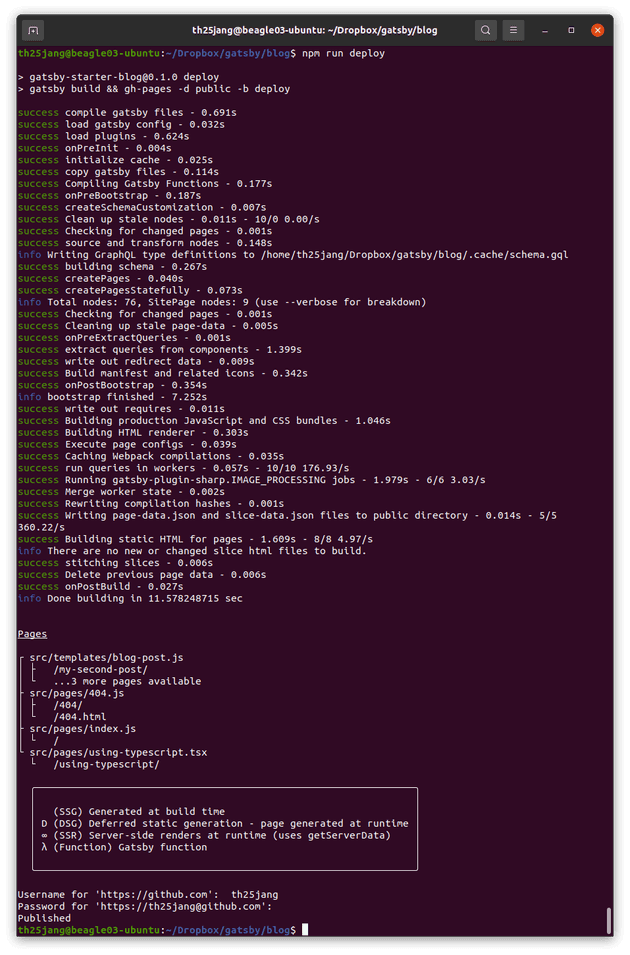 th25jang@beagle03-ubuntu: ~/Dropbox/gatsby/blog
th25jang@beagle03-ubuntu:~/Dropbox/gatsby/blog$ npm run deploy
> gatsby-starter-blog@0.1.0 deploy
> gatsby build && gh-pages -d public -b deploy
success compile gatsby files - 0.691s
success load gatsby config - 0.032s
success load plugins - 0.624s
success onPreInit - 0.004s
success initialize cache - 0.025s
success copy gatsby files - 0.114s
success Compiling Gatsby Functions - 0.177s
success onPreBootstrap - 0.187s
success createSchemaCustomization - 0.007s
success Clean up stale nodes - 0.011s - 10/0 0.00/s
success Checking for changed pages - 0.001s
success source and transform nodes - 0.148s
info Writing GraphQL type definitions to /home/th25jang/Dropbox/gatsby/blog/.cache/schema.gql
success building schema - 0.267s
success createPages - 0.040s
success createPagesStatefully - 0.073s
info Total nodes: 76, SitePage nodes: 9 (use --verbose for breakdown)
success Checking for changed pages - 0.001s
success Cleaning up stale page-data - 0.005s
success onPreExtractQueries - 0.001s
success extract queries from components - 1.399s
success write out redirect data - 0.009s
success Build manifest and related icons - 0.342s
success onPostBootstrap - 0.354s
info bootstrap finished - 7.252s
success write out requires - 0.011s
success Building production JavaScript and CSS bundles - 1.046s
success Building HTML renderer - 0.303s
success Execute page configs - 0.039s
success Caching Webpack compilations - 0.035s
success run queries in workers - 0.057s - 10/10 176.93/s
success Running gatsby-plugin-sharp.IMAGE_PROCESSING jobs - 1.979s - 6/6 3.03/s
success Merge worker state - 0.002s
success Rewriting compilation hashes - 0.001s
success Writing page-data.json and slice-data.json files to public directory - 0.014s - 5/5
360.22/s
success Building static HTML for pages - 1.609s - 8/8 4.97/s
info There are no new or changed slice html files to build.
success stitching slices - 0.006s
success Delete previous page data - 0.006s
success onPostBuild - 0.027s
info Done building in 11.578248715 sec
Pages
┌ src/templates/blog-post.js
│ ├   /my-second-post/
│ └   ...3 more pages available
├ src/pages/404.js
│ ├   /404/
│ └   /404.html
├ src/pages/index.js
│ └   /
└ src/pages/using-typescript.tsx
  └   /using-typescript/
(SSG) Generated at build time
D (DSG) Deferred static generation - page generated at runtime
∞ (SSR) Server-side renders at runtime (uses getServerData)
λ (Function) Gatsby function
Username for 'https://github.com':  th25jang
Password for 'https://th25jang@github.com':
Published
th25jang@beagle03-ubuntu:~/Dropbox/gatsby/blog$